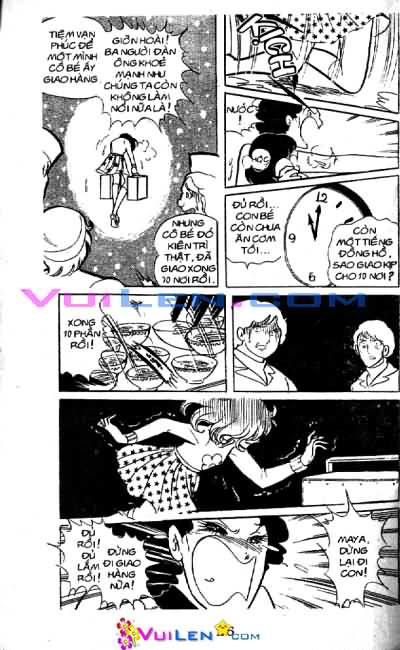 TIỆM VẠN
PHÚC ĐỂ
MỘT MÌNH
CÔ BÉ ẤY
GIAO HÀNG
GIỠN HOÀI!
BA NGƯỜI ĐÀN
ÔNG KHOẺ
MẠNH NHƯ
CHÚNG TA CÒN
KHÔNG LÀM
NỔI NỮA LÀ!
NHƯNG
CÔ BÉ ĐÓ
KIÊN TRÌ
THẬT, ĐÃ
GIAO XONG
10 NƠI RỒI.
NƯỚC
!
ĐỦ RỒI...
CON BÉ
CÒN CHƯA
ĂN CƠM
TỐI...
12
9
6
CÒN
MỘT TIẾNG
ĐỒNG HỒ,
SAO GIAO KỊP
CHO 10 NƠI?
VUILEN.COM
XONG
10 PHẦN
RỒI!
ĐỦ
RỒI!
ĐỦ
LẮM
RỒI!
ĐỪNG
ĐI GIAO
HÀNG
NỮA!
MAYA,
DỪNG
LẠI ĐI
CON!
VUILEN.COM